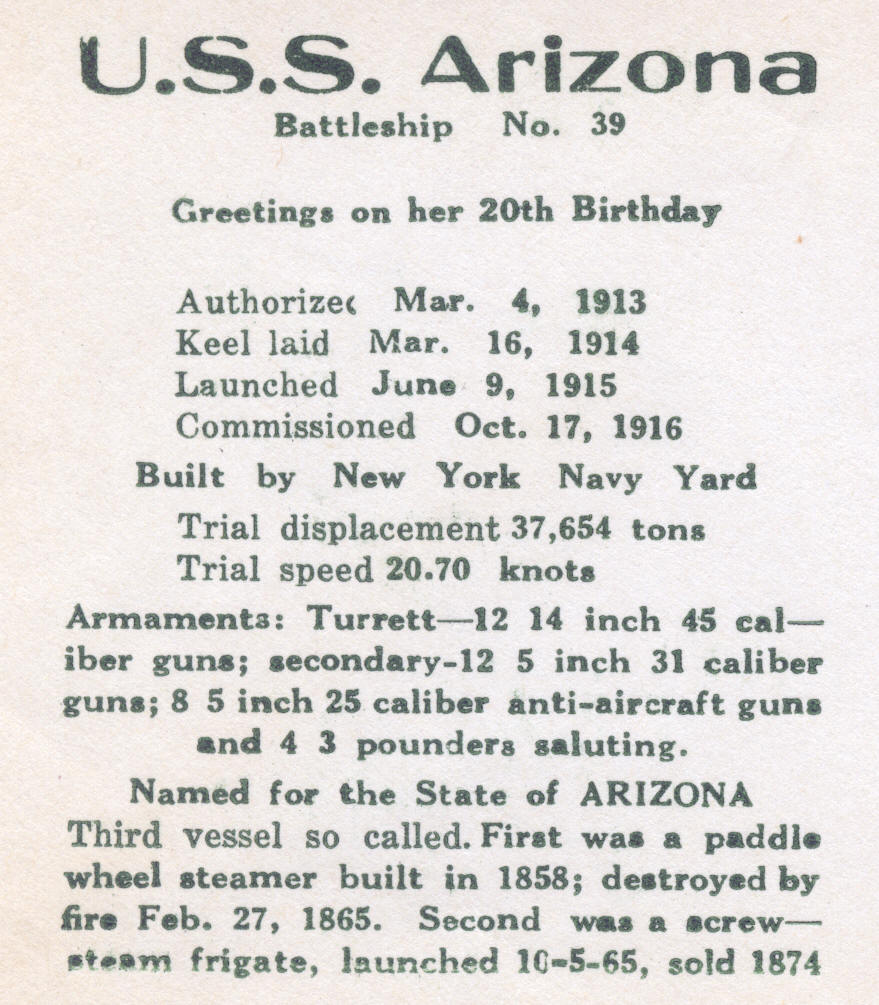 U.S.S. Arizona
Battleship No. 39
Greetings on her 20th Birthday
Authorized Mar. 4, 1913
Keel laid Mar. 16, 1914
Launched June 9, 1915
Commissioned Oct. 17, 1916
Built by New York Navy Yard
Trial displacement 37,654 tons
Trial speed 20.70 knots
Armaments: Turrett—12 14 inch 45 cal—
iber guns; secondary-12 5 inch 31 caliber
guns; 8 5 inch 25 caliber anti-aircraft guns
and 4 3 pounders saluting.
Named for the State of ARIZONA
Third vessel so called. First was a paddle
wheel steamer built in 1858; destroyed by
fire Feb. 27, 1865. Second was a screw—
steam frigate, launched 10-5-65, sold 1874